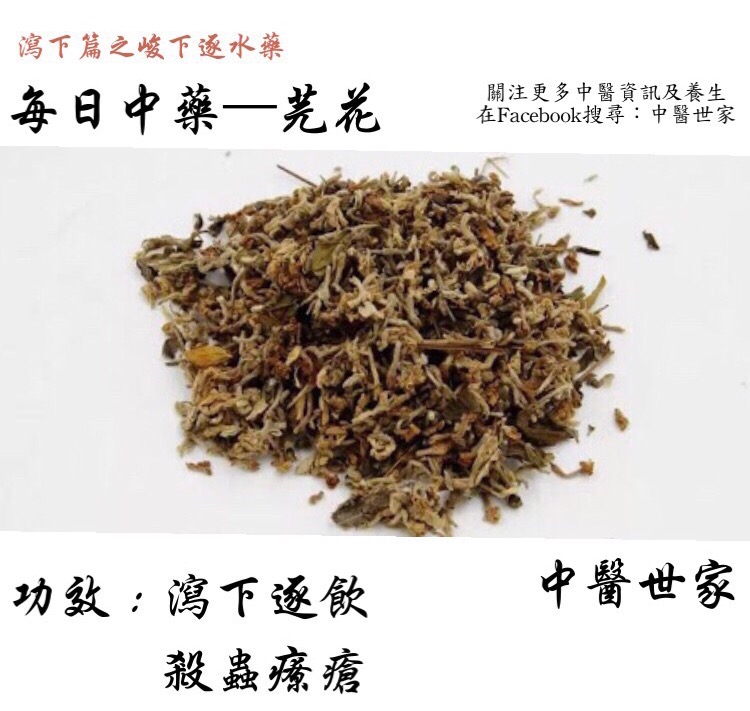 瀉下篇之峻下逐水藥
每日中藥—芫花
關注更多中醫資訊及養生
在Facebook搜尋：中醫世家
功效：瀉下逐飲
殺蟲療瘡
中醫世家